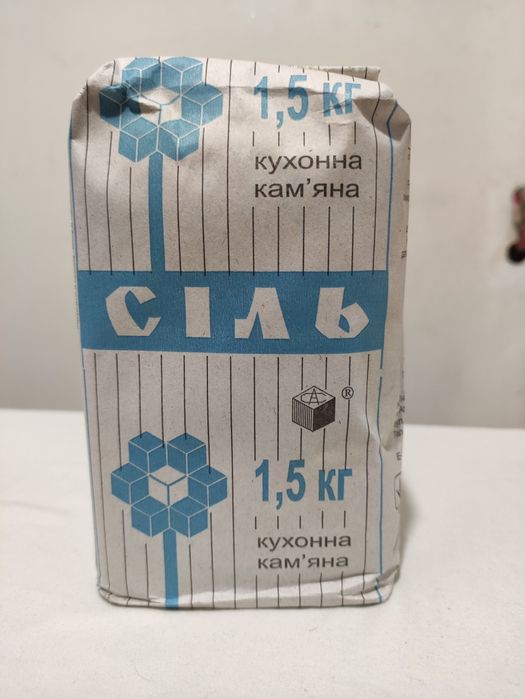 1,5 кг
кухонна
кам'яна
СІЛЬ
®
1,5 кг
кухонна
кам'яна